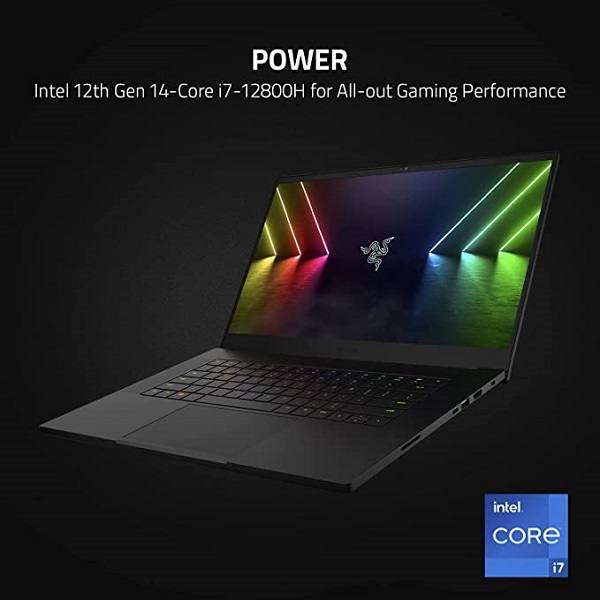 POWER
Intel 12th Gen 14-Core i7-12800H for All-out Gaming Performance
intel.
CORE
i7